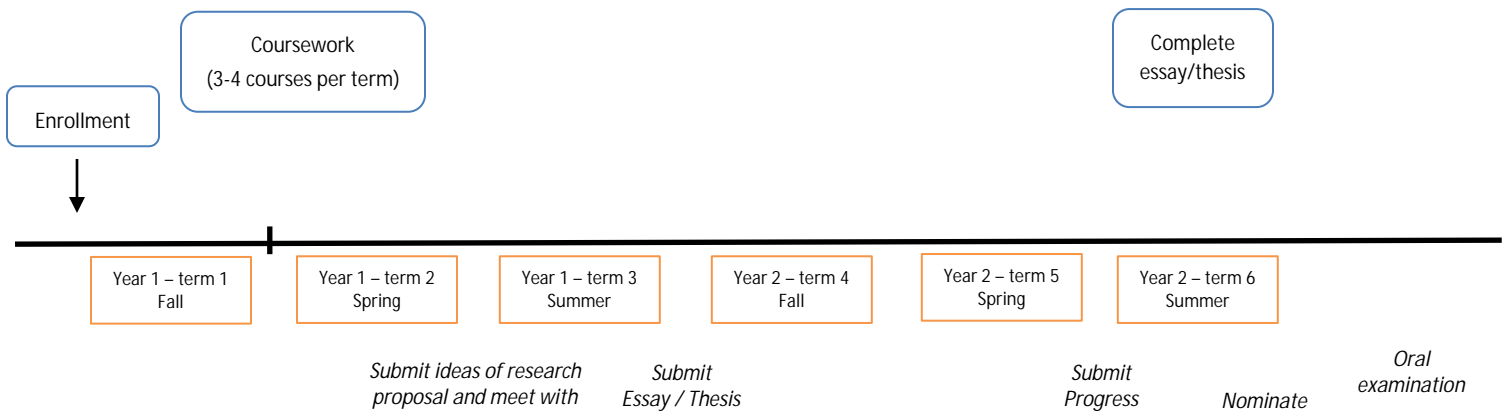 Coursework
(3-4 courses per term)
Complete
essay/thesis
Enrollment
Year 1 – term 1
Fall
Year 1 – term 2
Spring
Year 1 – term 3
Summer
Year 2 – term 4
Fall
Year 2 – term 5
Spring
Year 2 – term 6
Summer
Submit ideas of research
proposal and meet with
Submit
Essay / Thesis
Submit
Progress
Nominate
Oral
examination